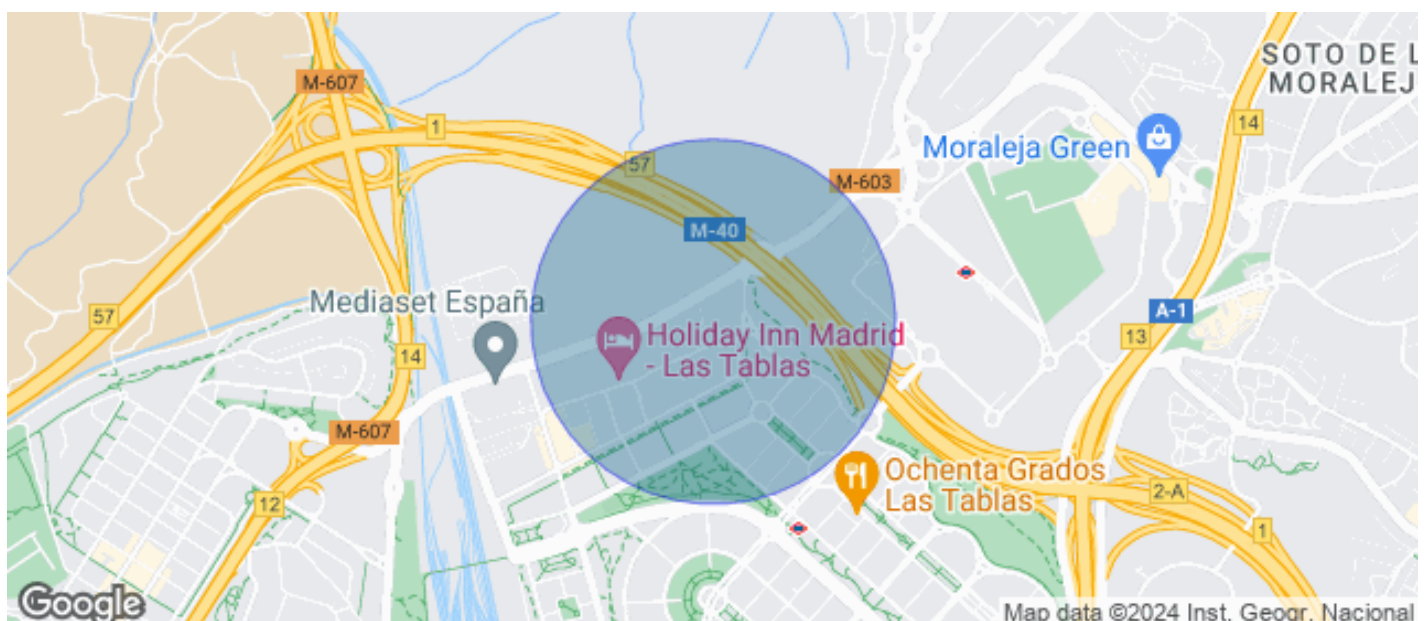 SOTO DE L
MORALEJ
M-607
1
14
Moraleja Green
57
M-603
M-40
Mediaset España
57
A-1
Holiday Inn Madrid
- Las Tablas
13
14
M-607
Ochenta Grados
Las Tablas
12
2-A
1
Google
Map data ©2024 Inst. Geogr. Nacional